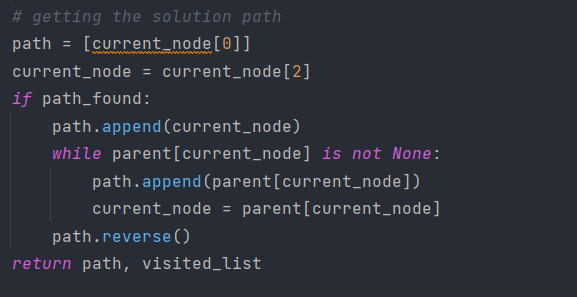 # getting the solution path
path = [current_node[0]]
current_node = current_node[2]
if path_found:
    path.append(current_node)
    while parent[current_node] is not None:
        path.append(parent[current_node])
        current_node = parent[current_node]
    path.reverse()
return path, visited_list